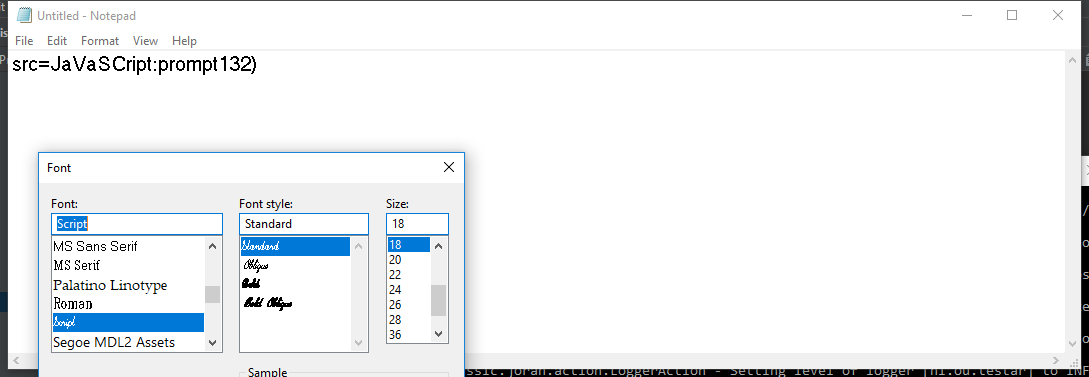 Untitled - Notepad
File Edit Format View Help
src=JaVaSCript:prompt132)
Font
Font: Font style: Size:
Script Standard 18
MS Sans Serif Standard 18
MS Serif Oblique 20
Palatino Linotype Bold 22
Roman Bold Oblique 24
Script 26
Segoe MDL2 Assets 28
36
Sample
ssic.joran.action.LoggerAction - Setting level of logger [nl.ou.testar] to INF